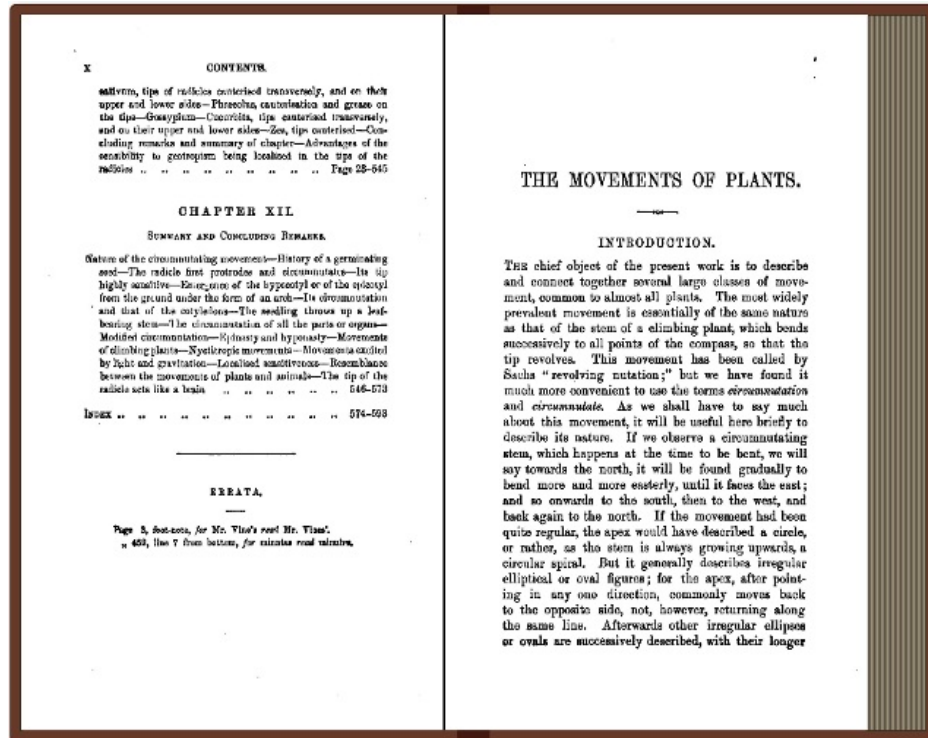 X CONTENTS.
sativum, tips of radicles cauterised transversely, and on their
upper and lower sides—Phaseolus, cauterisation and grease on
the tips—Gossypium—Cucurbita, tips cauterised transversely,
and on their upper and lower sides—Zea, tips cauterised—Con-
cluding remarks and summary of chapter—Advantages of the
sensibility to geotropism being localised in the tips of the
radicles .. .. .. .. .. .. .. .. .. Page
CHAPTER XII.
SUMMARY AND CONCLUDING REMARKS.
Nature of the circumnutating movement—History of a germinating
seed—The radicle first protrudes and circumnutates—Its tip
highly sensitive—Emergence of the hypocotyl or of the epicotyl
from the ground under the form of an arch—Its circumnutation
and that of the cotyledons—The seedling throws up a leaf-
bearing stem—The circumnutation of all the parts or organs—
Modified circumnutation—Epinasty and hyponasty—Movements
of climbing plants—Nyctitropic movements—Movements excited
by light and gravitation—Localised sensitiveness—Resemblance
between the movements of plants and animals—The tip of the
radicle acts like a brain .. .. .. .. .. .. 546-573
INDEX .. .. .. .. .. .. .. .. .. .. 574-593
ERRATA.
Page 3, foot-note, for Mr. Vine's read Mr. Vines'.
„ 453, line 7 from bottom, for minutes read minutes.
THE MOVEMENTS OF PLANTS.
INTRODUCTION.
THE chief object of the present work is to describe
and connect together several large classes of move-
ment, common to almost all plants. The most widely
prevalent movement is essentially of the same nature
as that of the stem of a climbing plant, which bends
successively to all points of the compass, so that the
tip revolves. This movement has been called by
Sachs "revolving nutation;" but we have found it
much more convenient to use the terms circumnutation
and circumnutate. As we shall have to say much
about this movement, it will be useful here briefly to
describe its nature. If we observe a circumnutating
stem, which happens at the time to be bent, we will
say towards the north, it will be found gradually to
bend more and more easterly, until it faces the east;
and so onwards to the south, then to the west, and
back again to the north. If the movement had been
quite regular, the apex would have described a circle,
or rather, as the stem is always growing upwards, a
circular spiral. But it generally describes irregular
elliptical or oval figures; for the apex, after point-
ing in any one direction, commonly moves back
to the opposite side, not, however, returning along
the same line. Afterwards other irregular ellipses
or ovals are successively described, with their longer